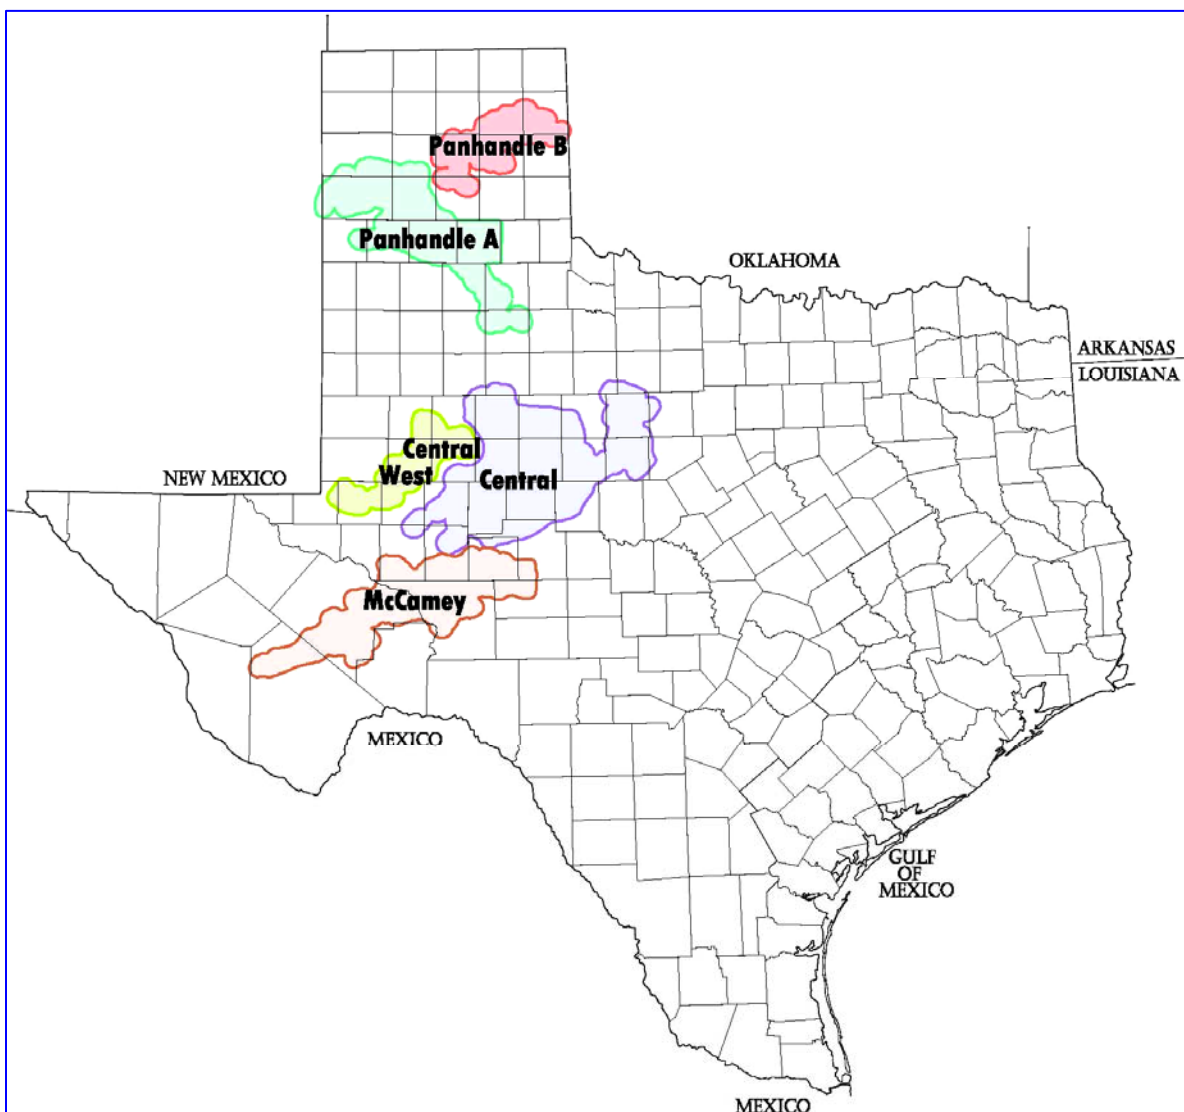 Panhandle B
Panhandle A
OKLAHOMA
ARKANSAS
LOUISIANA
Central
West
Central
NEW MEXICO
McCamey
MEXICO
GULF
OF
MEXICO
MEXICO